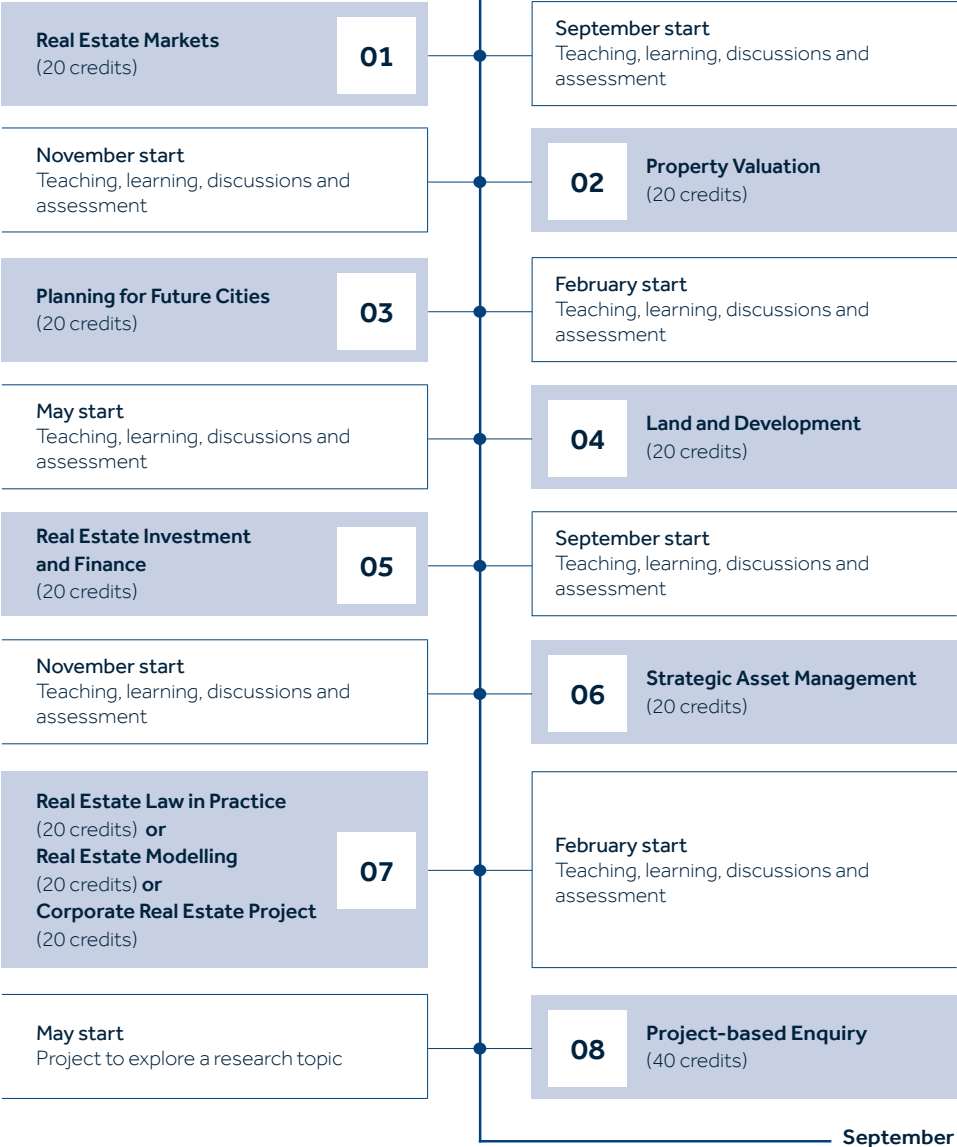 Real Estate Markets
(20 credits)
01
September start
Teaching, learning, discussions and
assessment
November start
Teaching, learning, discussions and
assessment
02
Property Valuation
(20 credits)
Planning for Future Cities
(20 credits)
03
February start
Teaching, learning, discussions and
assessment
May start
Teaching, learning, discussions and
assessment
04
Land and Development
(20 credits)
Real Estate Investment
and Finance
(20 credits)
05
September start
Teaching, learning, discussions and
assessment
November start
Teaching, learning, discussions and
assessment
06
Strategic Asset Management
(20 credits)
Real Estate Law in Practice
(20 credits) or
Real Estate Modelling
(20 credits) or
Corporate Real Estate Project
(20 credits)
07
February start
Teaching, learning, discussions and
assessment
May start
Project to explore a research topic
08
Project-based Enquiry
(40 credits)
September